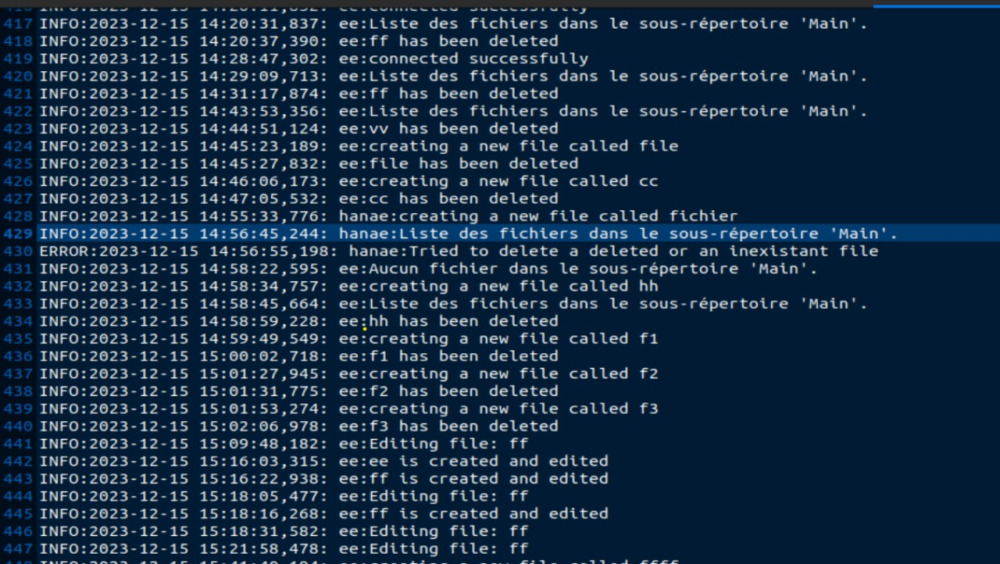 417 INFO:2023-12-15 14:20:31,837: ee:Liste des fichiers dans le sous-répertoire 'Main'.
418 INFO:2023-12-15 14:20:37,390: ee:ff has been deleted
419 INFO:2023-12-15 14:28:47,302: ee:connected successfully
420 INFO:2023-12-15 14:29:09,713: ee:Liste des fichiers dans le sous-répertoire 'Main'.
421 INFO:2023-12-15 14:31:17,874: ee:ff has been deleted
422 INFO:2023-12-15 14:43:53,356: ee:Liste des fichiers dans le sous-répertoire 'Main'.
423 INFO:2023-12-15 14:44:51,124: ee:vv has been deleted
424 INFO:2023-12-15 14:45:23,189: ee:creating a new file called file
425 INFO:2023-12-15 14:45:27,832: ee:file has been deleted
426 INFO:2023-12-15 14:46:06,173: ee:creating a new file called cc
427 INFO:2023-12-15 14:47:05,532: ee:cc has been deleted
428 INFO:2023-12-15 14:55:33,776: hanae:creating a new file called fichier
429 INFO:2023-12-15 14:56:45,244: hanae:Liste des fichiers dans le sous-répertoire 'Main'.
430 ERROR:2023-12-15 14:56:55,198: hanae:Tried to delete a deleted or an inexistant file
431 INFO:2023-12-15 14:58:22,595: ee:Aucun fichier dans le sous-répertoire 'Main'.
432 INFO:2023-12-15 14:58:34,757: ee:creating a new file called hh
433 INFO:2023-12-15 14:58:45,664: ee:Liste des fichiers dans le sous-répertoire 'Main'.
434 INFO:2023-12-15 14:58:59,228: ee:hh has been deleted
435 INFO:2023-12-15 14:59:49,549: ee:creating a new file called f1
436 INFO:2023-12-15 15:00:02,718: ee:f1 has been deleted
437 INFO:2023-12-15 15:01:27,945: ee:creating a new file called f2
438 INFO:2023-12-15 15:01:31,775: ee:f2 has been deleted
439 INFO:2023-12-15 15:01:53,274: ee:creating a new file called f3
440 INFO:2023-12-15 15:02:06,978: ee:f3 has been deleted
441 INFO:2023-12-15 15:09:48,182: ee:Editing file: ff
442 INFO:2023-12-15 15:16:03,315: ee:ee is created and edited
443 INFO:2023-12-15 15:16:22,938: ee:ff is created and edited
444 INFO:2023-12-15 15:18:05,477: ee:Editing file: ff
445 INFO:2023-12-15 15:18:16,268: ee:ff is created and edited
446 INFO:2023-12-15 15:18:31,582: ee:Editing file: ff
447 INFO:2023-12-15 15:21:58,478: ee:Editing file: ff